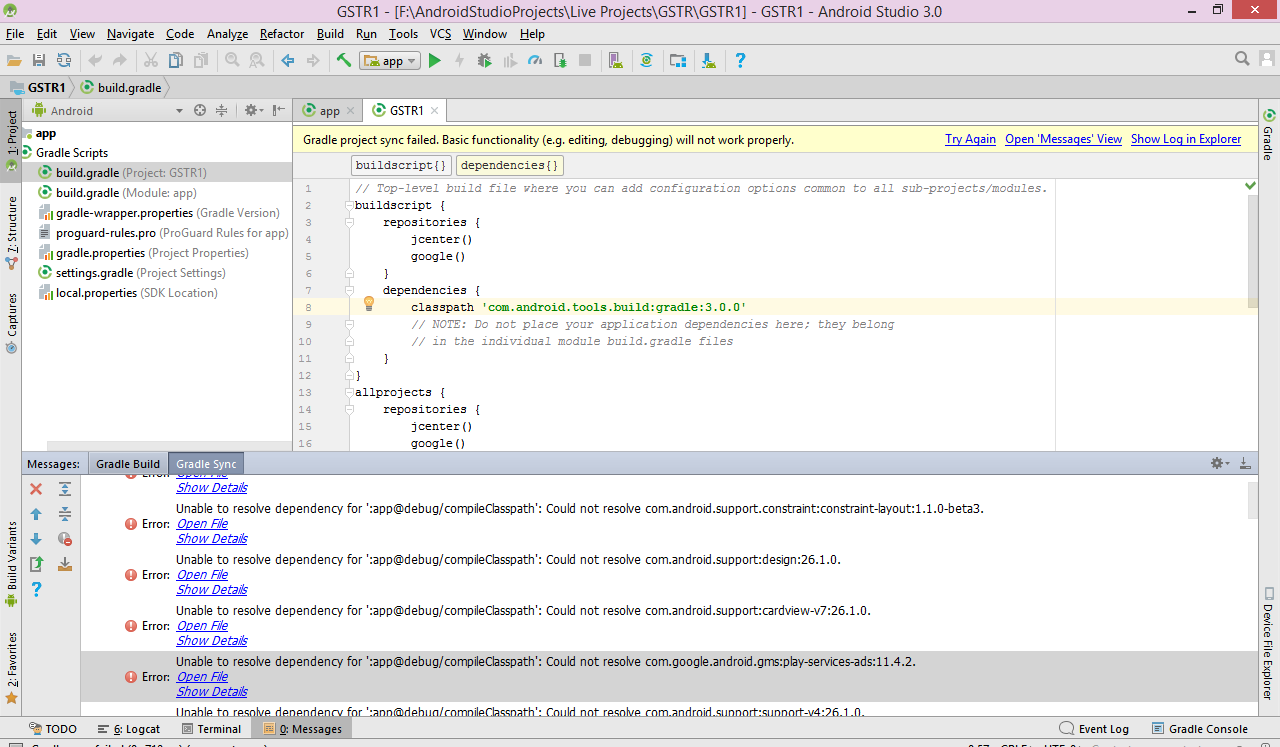 GSTR1 - [F:\AndroidStudioProjects\Live Projects\GSTR\GSTR1] - GSTR1 - Android Studio 3.0
File Edit View Navigate Code Analyze Refactor Build Run Tools VCS Window Help
app
GSTR1 build.gradle
Android
app GSTR1
1: Project
7: Structure
Captures
Build Variants
2: Favorites
app
Gradle Scripts
build.gradle (Project: GSTR1)
build.gradle (Module: app)
gradle-wrapper.properties (Gradle Version)
proguard-rules.pro (ProGuard Rules for app)
gradle.properties (Project Properties)
settings.gradle (Project Settings)
local.properties (SDK Location)
Gradle project sync failed. Basic functionality (e.g. editing, debugging) will not work properly. Try Again Open 'Messages' View Show Log in Explorer
buildscript{} dependencies{}
1 // Top-level build file where you can add configuration options common to all sub-projects/modules.
2 buildscript {
3 repositories {
4 jcenter()
5 google()
6 }
7 dependencies {
8 classpath 'com.android.tools.build:gradle:3.0.0'
9 // NOTE: Do not place your application dependencies here; they belong
10 // in the individual module build.gradle files
11 }
12 }
13 allprojects {
14 repositories {
15 jcenter()
16 google()
Gradle
Device File Explorer
Messages: Gradle Build Gradle Sync
Error: Open File
Show Details
Unable to resolve dependency for ':app@debug/compileClasspath': Could not resolve com.android.support.constraint:constraint-layout:1.1.0-beta3.
Error: Open File
Show Details
Unable to resolve dependency for ':app@debug/compileClasspath': Could not resolve com.android.support:design:26.1.0.
Error: Open File
Show Details
Unable to resolve dependency for ':app@debug/compileClasspath': Could not resolve com.android.support:cardview-v7:26.1.0.
Error: Open File
Show Details
Unable to resolve dependency for ':app@debug/compileClasspath': Could not resolve com.google.android.gms:play-services-ads:11.4.2.
Error: Open File
Show Details
Unable to resolve dependency for ':app@debug/compileClasspath': Could not resolve com.android.support:support-v4:26.1.0.
TODO 6: Logcat Terminal 0: Messages Event Log Gradle Console